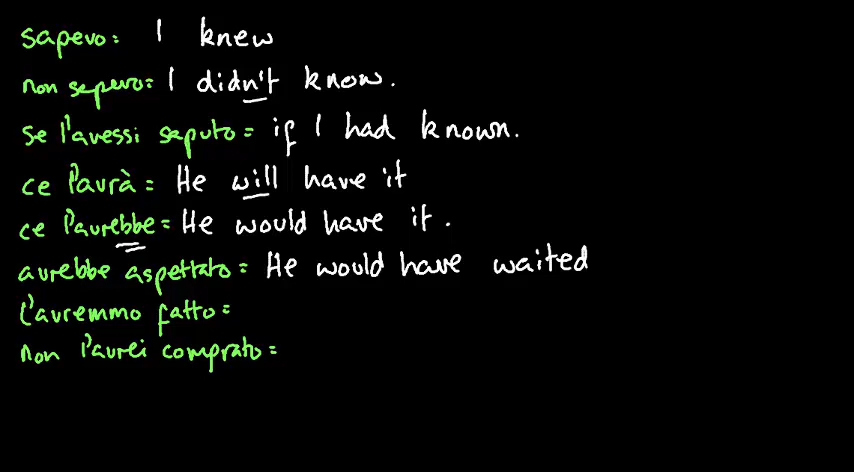 sapevo: I knew
non sapevo= I didn't know.
se l'avessi saputo = if I had known.
ce l'avrà = He will have it
ce l'avrebbe = He would have it.
avrebbe aspettato = He would have waited
l'avremmo fatto =
non l'avrei comprato =